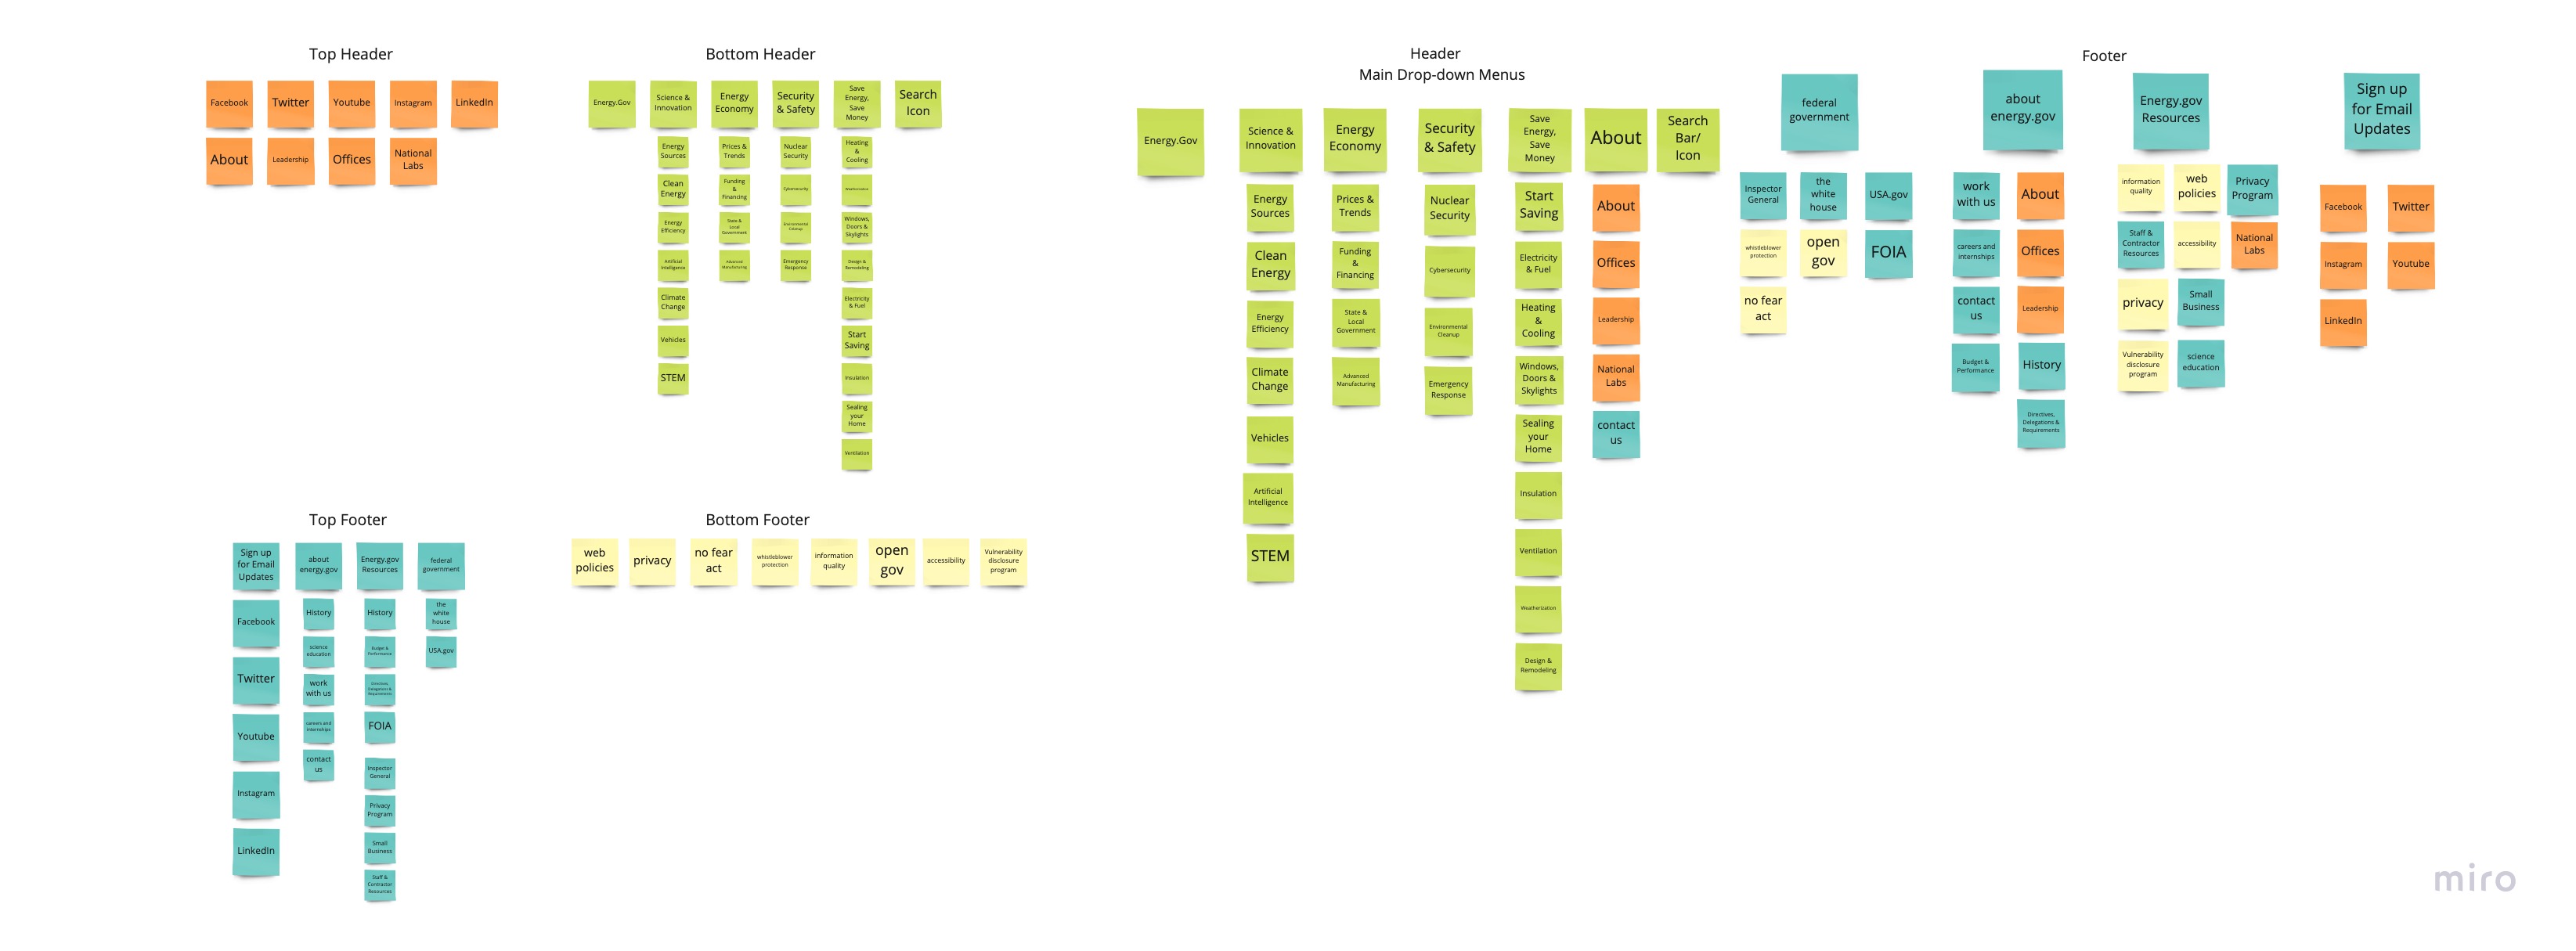 Top Header
Facebook
Twitter
Youtube
Instagram
LinkedIn
About
Leadership
Offices
National
Labs
Bottom Header
Energy.Gov
Science &
Innovation
Energy
Economy
Security
& Safety
Save
Energy,
Save
Money
Search
Icon
Energy
Sources
Clean
Energy
Energy
Efficiency
Artificial
Intelligence
Climate
Change
Vehicles
STEM
Prices &
Trends
Funding
&
Financing
State &
Local
Government
Advanced
Manufacturing
Nuclear
Security
Cybersecurity
Environmental
Cleanup
Emergency
Response
Heating
&
Cooling
Weatherization
Windows,
Doors &
Skylights
Design &
Remodeling
Electricity
& Fuel
Start
Saving
Insulation
Sealing
your
Home
Ventilation
Top Footer
Sign up
for Email
Updates
about
energy.gov
Energy.gov
Resources
federal
government
Facebook
Twitter
Youtube
Instagram
LinkedIn
History
science
education
work
with us
careers and
internships
contact
us
History
Budget &
Performance
Directives,
Delegations &
Requirements
FOIA
Inspector
General
Privacy
Program
Small
Business
Staff &
Contractor
Resources
the
white
house
USA.gov
Bottom Footer
web
policies
privacy
no fear
act
whistleblower
protection
information
quality
open
gov
accessibility
Vulnerability
disclosure
program
Header
Main Drop-down Menus
Energy.Gov
Science &
Innovation
Energy
Economy
Security
& Safety
Save
Energy,
Save
Money
About
Search
Bar/
Icon
Energy
Sources
Clean
Energy
Energy
Efficiency
Climate
Change
Vehicles
Artificial
Intelligence
STEM
Prices &
Trends
Funding
&
Financing
State &
Local
Government
Advanced
Manufacturing
Nuclear
Security
Cybersecurity
Environmental
Cleanup
Emergency
Response
Start
Saving
Electricity
& Fuel
Heating
&
Cooling
Windows,
Doors &
Skylights
Sealing
your
Home
Insulation
Ventilation
Weatherization
Design &
Remodeling
About
Offices
Leadership
National
Labs
contact
us
Footer
federal
government
Inspector
General
the
white
house
USA.gov
whistleblower
protection
open
gov
FOIA
no fear
act
about
energy.gov
work
with us
About
careers and
internships
Offices
contact
us
Leadership
Budget &
Performance
History
Directives,
Delegations &
Requirements
Energy.gov
Resources
information
quality
web
policies
Privacy
Program
Staff &
Contractor
Resources
accessibility
National
Labs
privacy
Small
Business
Vulnerability
disclosure
program
science
education
Sign up
for Email
Updates
Facebook
Twitter
Instagram
Youtube
LinkedIn
miro